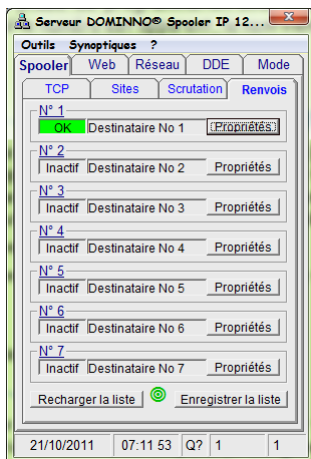 Serveur DOMINNO® Spooler IP 12...
Outils Synoptiques ?
Spooler Web Réseau DDE Mode
TCP Sites Scrutation Renvois
N° 1
OK Destinataire No 1 Propriétés
N° 2
Inactif Destinataire No 2 Propriétés
N° 3
Inactif Destinataire No 3 Propriétés
N° 4
Inactif Destinataire No 4 Propriétés
N° 5
Inactif Destinataire No 5 Propriétés
N° 6
Inactif Destinataire No 6 Propriétés
N° 7
Inactif Destinataire No 7 Propriétés
Recharger la liste Enregistrer la liste
21/10/2011 07:11 53 Q? 1 1